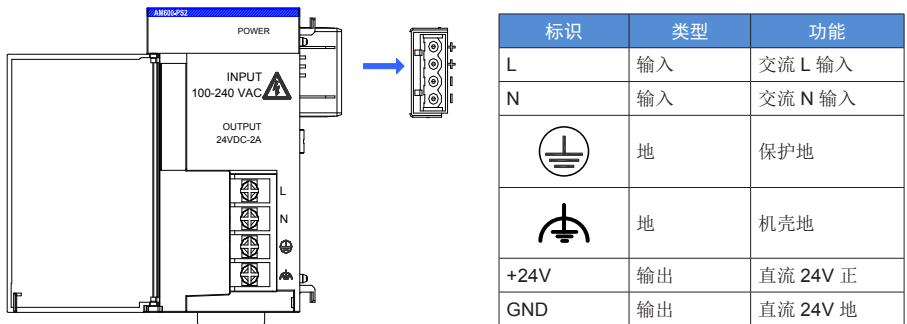 AM600-PS2
POWER
INPUT
100-240 VAC
OUTPUT
24VDC-2A
L
N
+
+
-
-
标识 类型 功能
L 输入 交流 L 输入
N 输入 交流 N 输入
地 保护地
地 机壳地
+24V 输出 直流 24V 正
GND 输出 直流 24V 地